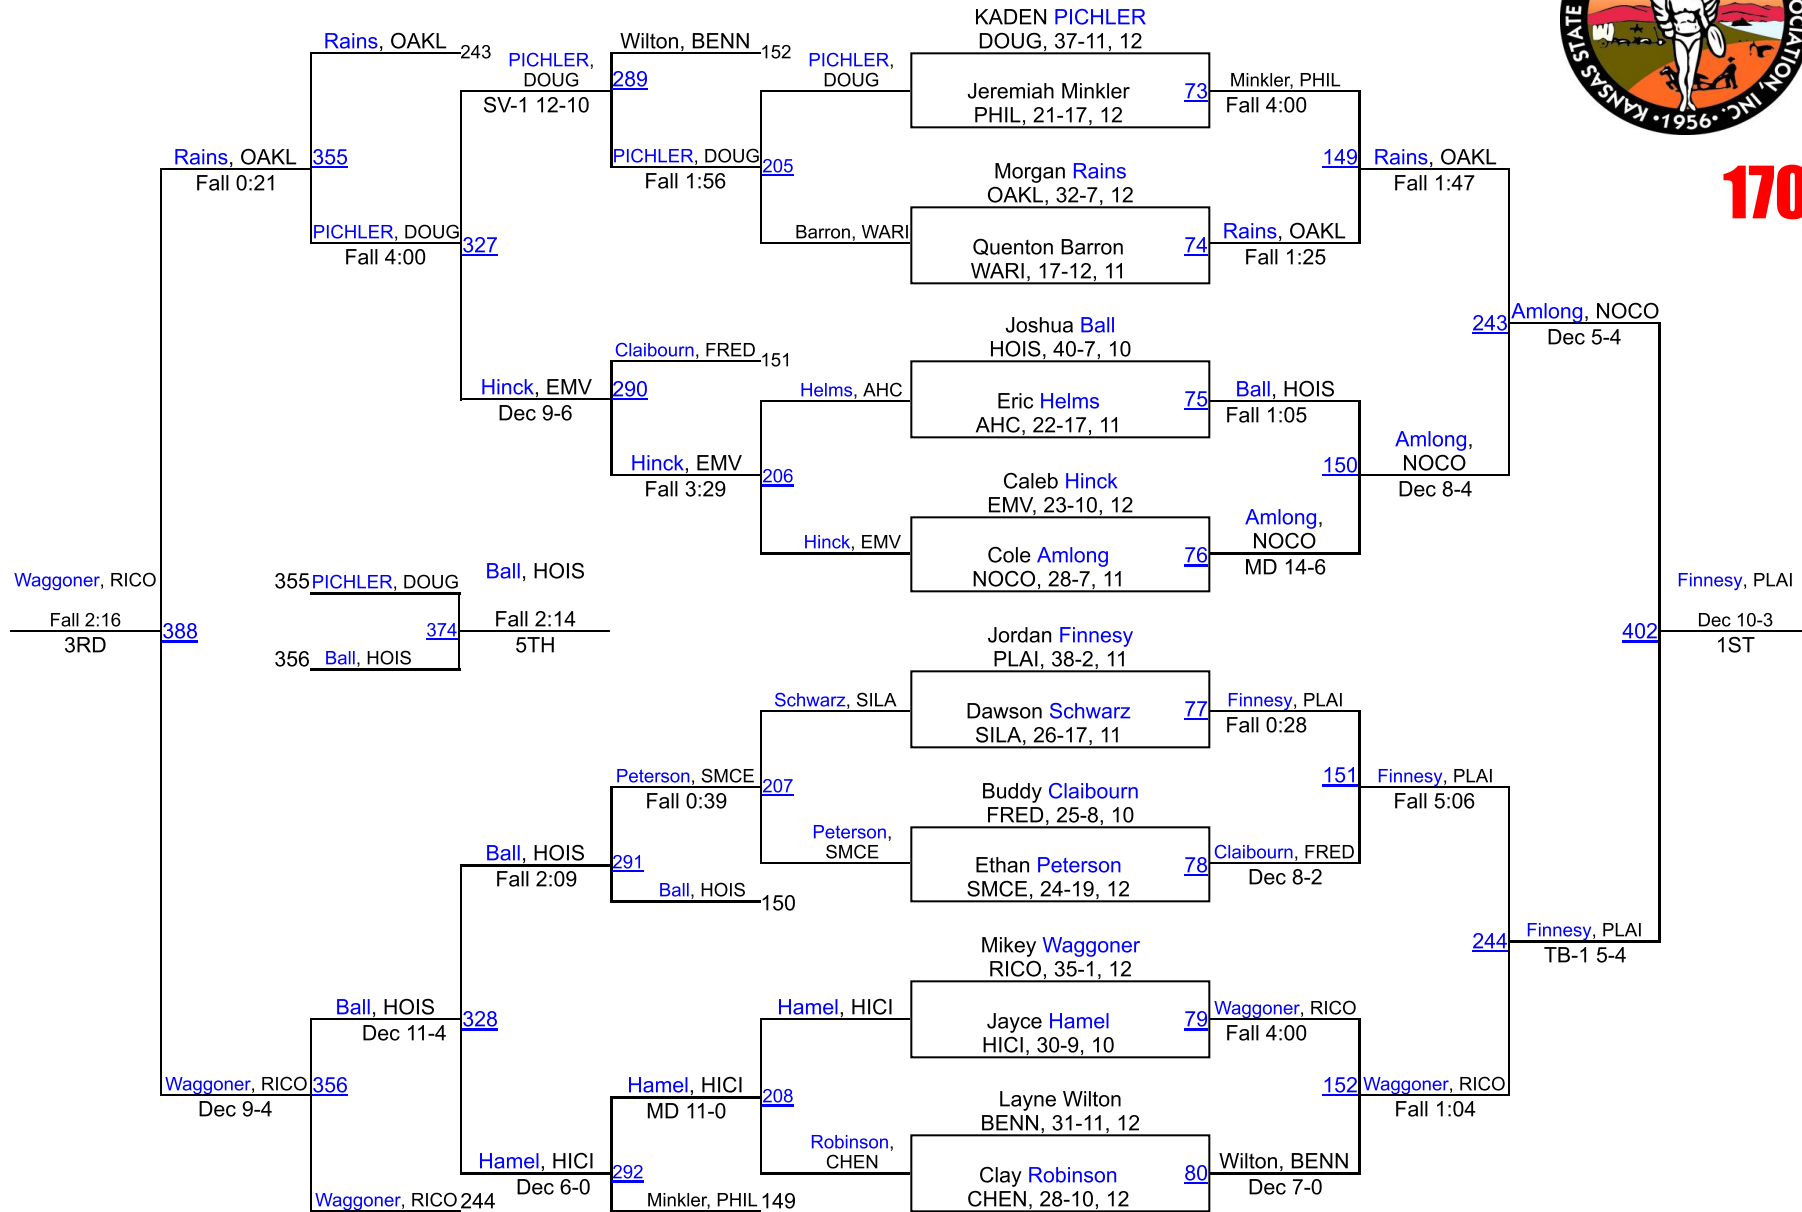 KANSAS STATE
OCIATION, INC.
•1956•
170
Rains, OAKL
243
355
Rains, OAKL
Fall 0:21
PICHLER, DOUG
Fall 4:00
327
PICHLER,
DOUG
SV-1 12-10
289
Wilton, BENN
152
PICHLER, DOUG
Fall 1:56
205
PICHLER,
DOUG
Barron, WARI
Hinck, EMV
Dec 9-6
290
Claibourn, FRED
151
Hinck, EMV
Fall 3:29
206
Helms, AHC
Hinck, EMV
Waggoner, RICO
Fall 2:16
3RD
388
355
PICHLER, DOUG
356
Ball, HOIS
374
Ball, HOIS
Fall 2:14
5TH
Schwarz, SILA
Peterson, SMCE
Fall 0:39
207
Peterson,
SMCE
Ball, HOIS
Fall 2:09
291
Ball, HOIS
150
Ball, HOIS
Dec 11-4
328
Waggoner, RICO
Dec 9-4
356
Waggoner, RICO
244
Hamel, HICI
Dec 6-0
292
Hamel, HICI
MD 11-0
208
Hamel, HICI
Robinson,
CHEN
Minkler, PHIL
149
KADEN PICHLER
DOUG, 37-11, 12
Jeremiah Minkler
PHIL, 21-17, 12
73
Morgan Rains
OAKL, 32-7, 12
Quenton Barron
WARI, 17-12, 11
74
Joshua Ball
HOIS, 40-7, 10
Eric Helms
AHC, 22-17, 11
75
Caleb Hinck
EMV, 23-10, 12
Cole Amlong
NOCO, 28-7, 11
76
Jordan Finnesy
PLAI, 38-2, 11
Dawson Schwarz
SILA, 26-17, 11
77
Buddy Claibourn
FRED, 25-8, 10
Ethan Peterson
SMCE, 24-19, 12
78
Mikey Waggoner
RICO, 35-1, 12
Jayce Hamel
HICI, 30-9, 10
79
Layne Wilton
BENN, 31-11, 12
Clay Robinson
CHEN, 28-10, 12
80
Minkler, PHIL
Fall 4:00
149
Rains, OAKL
Fall 1:25
Rains, OAKL
Fall 1:47
Ball, HOIS
Fall 1:05
150
Amlong,
NOCO
MD 14-6
Amlong,
NOCO
Dec 8-4
243
Amlong, NOCO
Dec 5-4
Finnesy, PLAI
Fall 0:28
151
Claibourn, FRED
Dec 8-2
Finnesy, PLAI
Fall 5:06
Waggoner, RICO
Fall 4:00
152
Wilton, BENN
Dec 7-0
Waggoner, RICO
Fall 1:04
244
Finnesy, PLAI
TB-1 5-4
402
Finnesy, PLAI
Dec 10-3
1ST